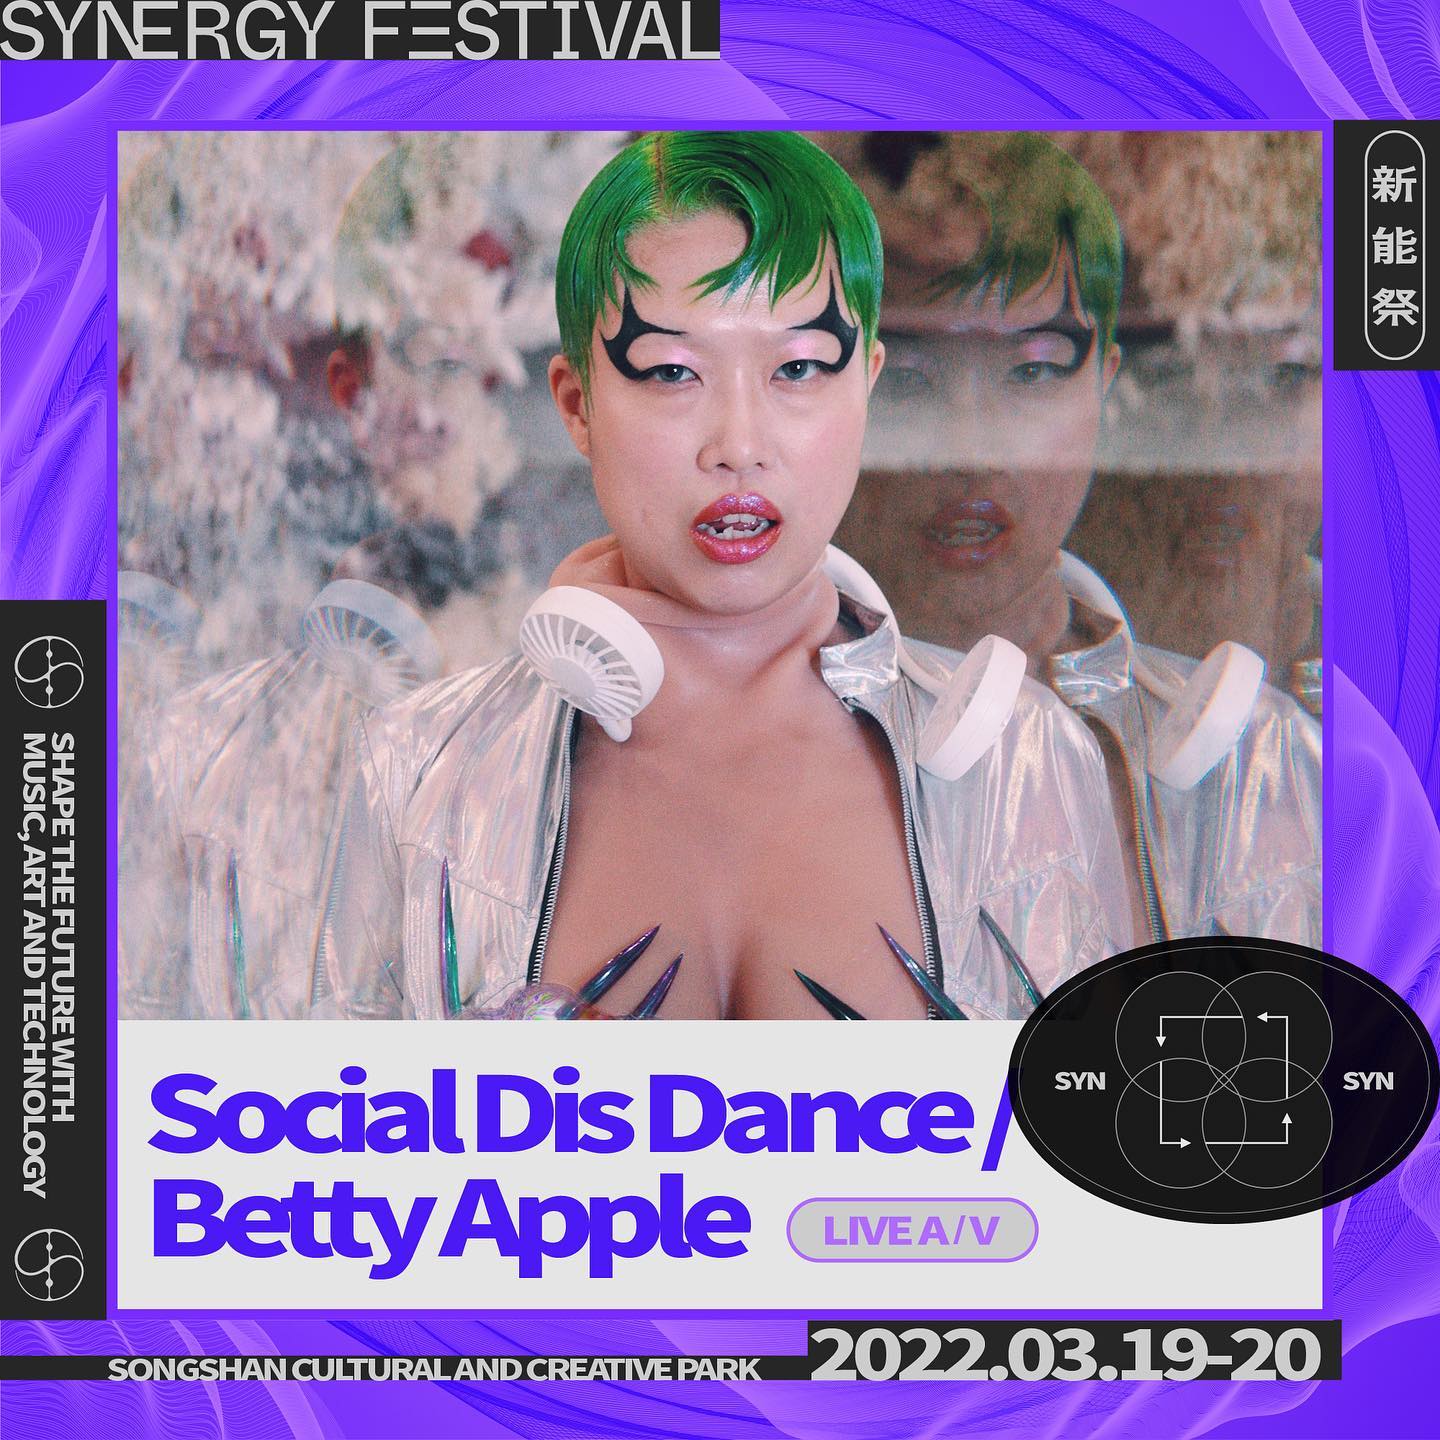 SYNERGY FESTIVAL
新能祭
SHAPE THE FUTURE WITH
MUSIC, ART AND TECHNOLOGY
SYN
SYN
Social Dis Dance /
Betty Apple
LIVE A/V
SONGSHAN CULTURAL AND CREATIVE PARK
2022.03.19-20